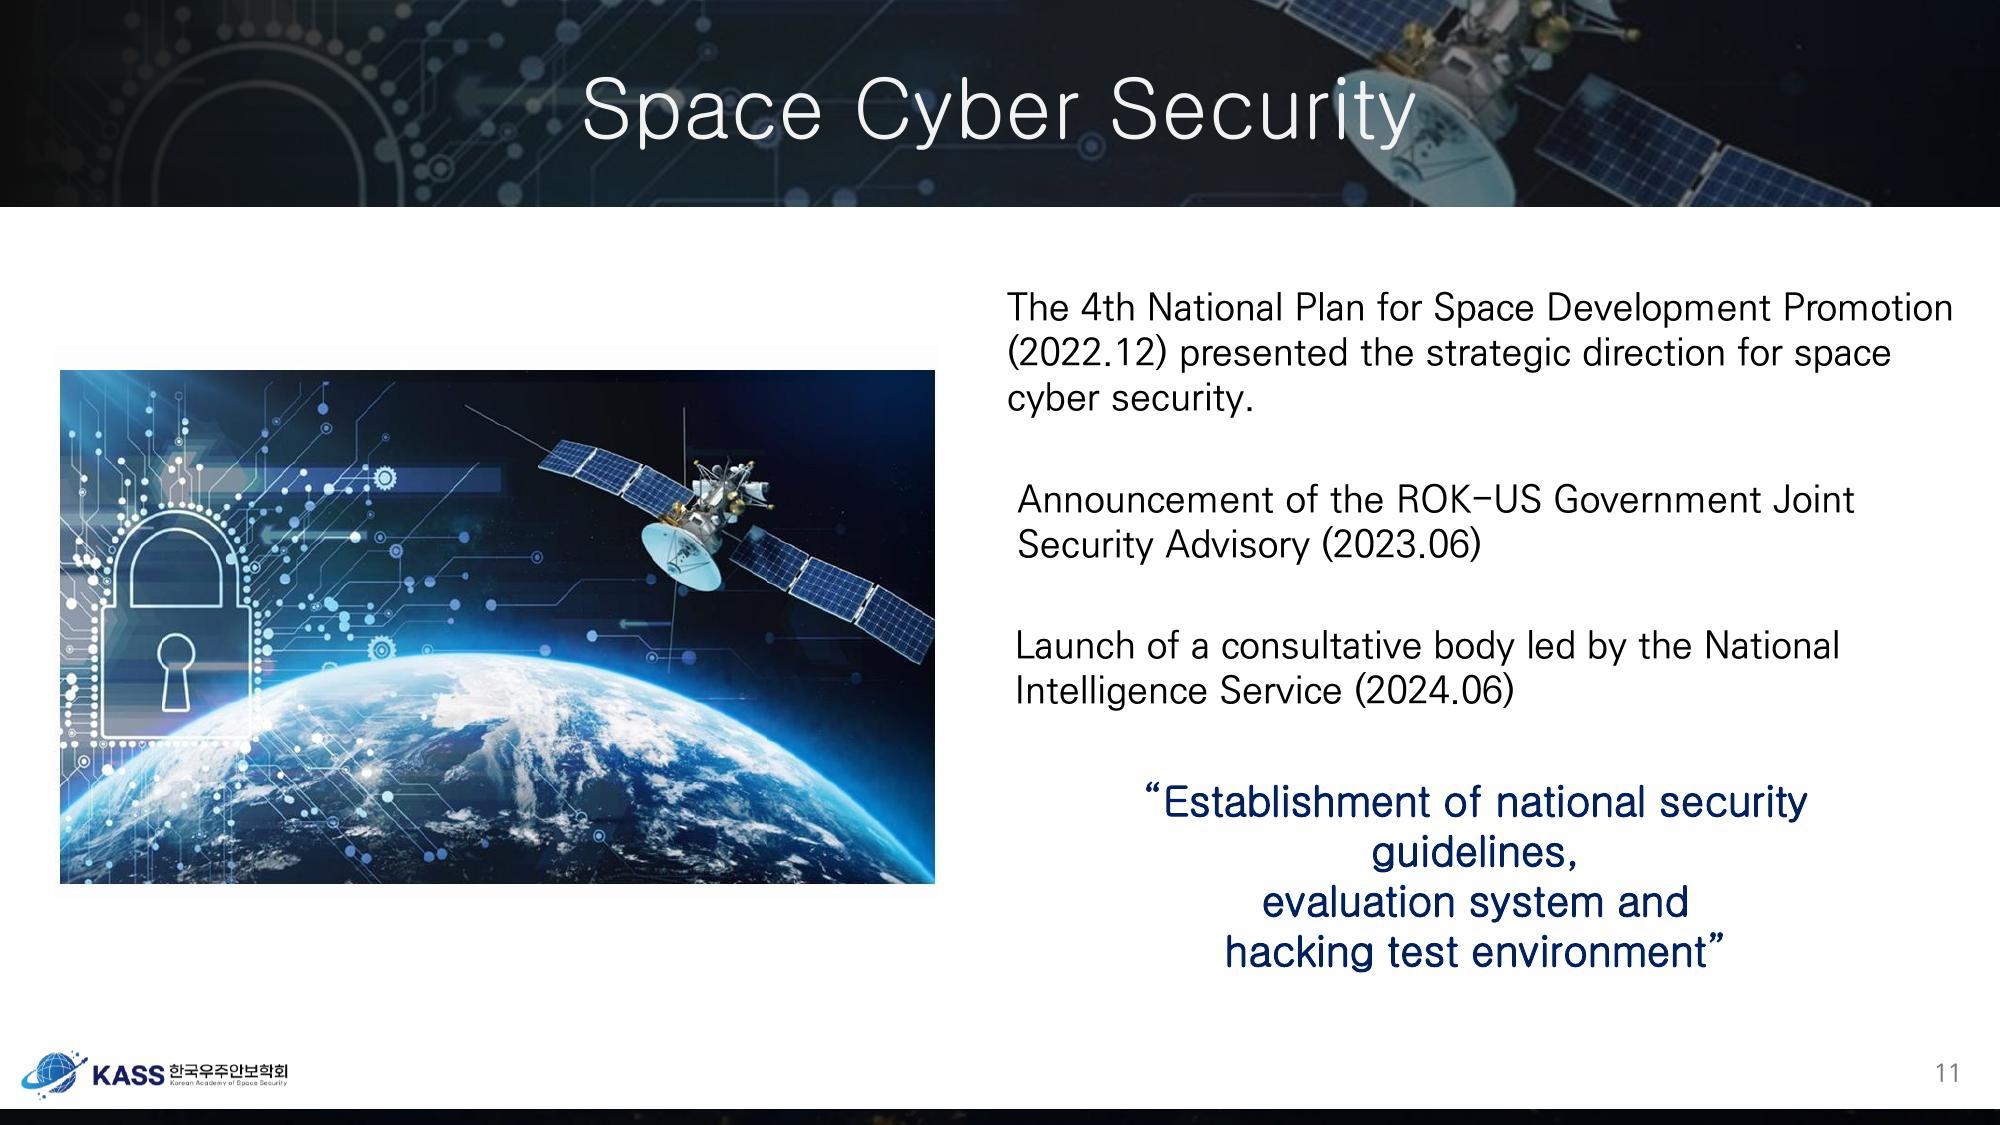 Space Cyber Security
The 4th National Plan for Space Development Promotion
(2022.12) presented the strategic direction for space
cyber security.
Announcement of the ROK-US Government Joint
Security Advisory (2023.06)
Launch of a consultative body led by the National
Intelligence Service (2024.06)
“Establishment of national security
guidelines,
evaluation system and
hacking test environment”
KASS 한국우주안보학회
Korean Academy of Space Security
11